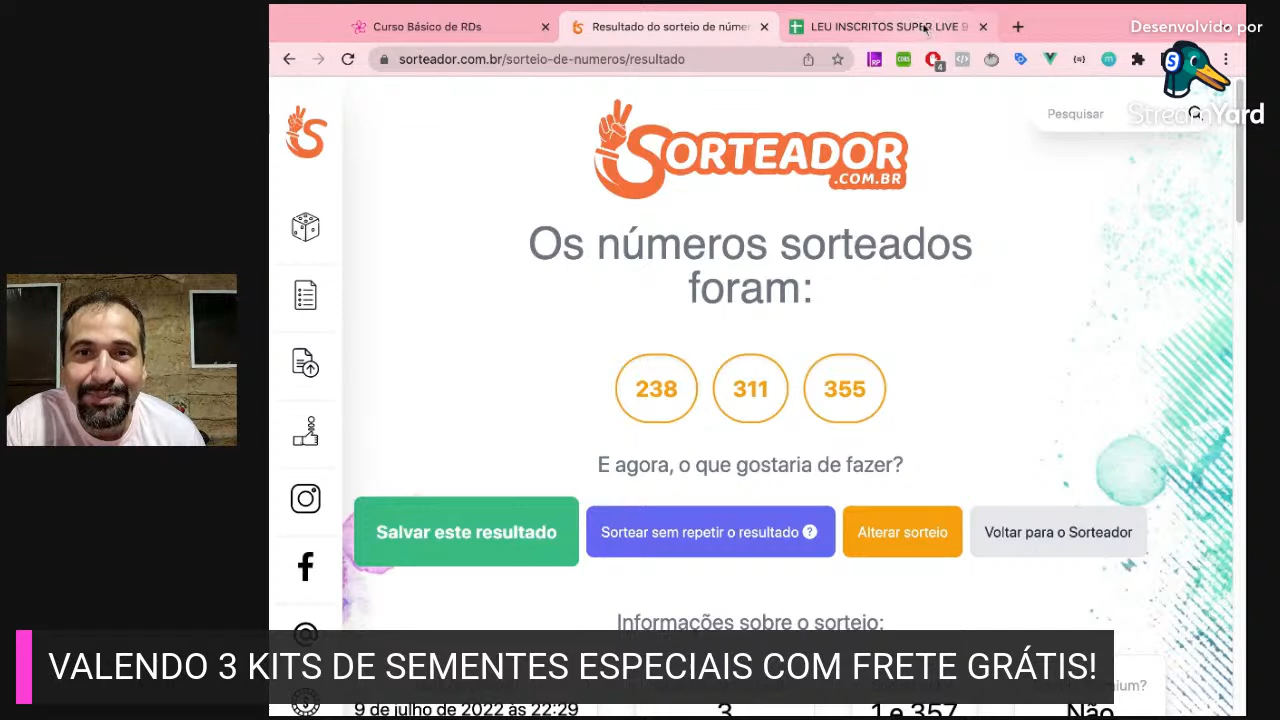 Curso Básico de RDs
Resultado do sorteio de númer
LEU INSCRITOS SUPER LIVE 9
Desenvolvido por
StreamYard
sorteador.com.br/sorteio-de-numeros/resultado
4
Pesquisar
SORTEADOR
.COM.BR
Os números sorteados
foram:
238 311 355
E agora, o que gostaria de fazer?
Salvar este resultado
Sortear sem repetir o resultado ?
Alterar sorteio
Voltar para o Sorteador
Informações sobre o sorteio:
VALENDO 3 KITS DE SEMENTES ESPECIAIS COM FRETE GRÁTIS!
9 de julho de 2022 às 22:29
3
1 e 357
Não